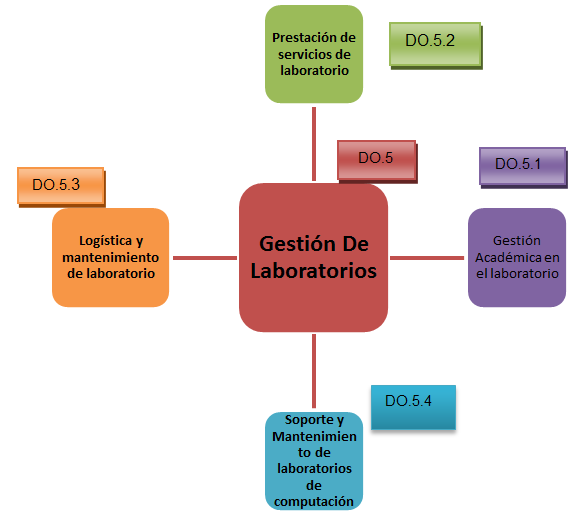 Prestación de
servicios de
laboratorio
DO.5.2
DO.5
DO.5.1
DO.5.3
Logística y
mantenimiento
de laboratorio
Gestión De
Laboratorios
Gestión
Académica en
el laboratorio
DO.5.4
Soporte y
Mantenimien
to de
laboratorios
de
computación